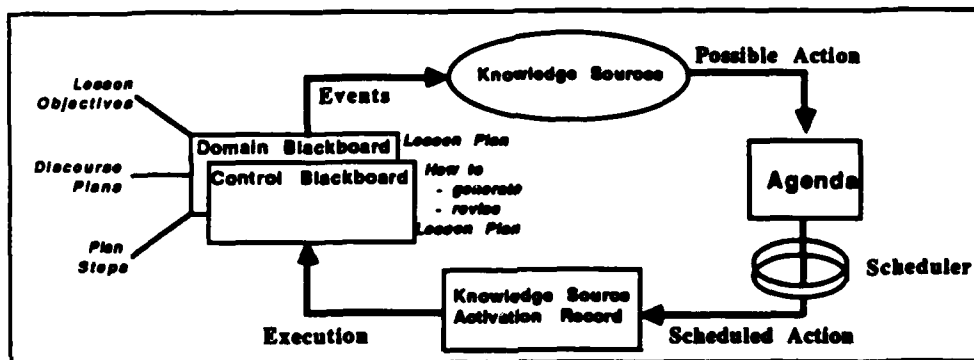 Possible Action
Knowledge Sources
Lesson
Objectives
Events
Domain Blackboard
Lesson Plan
Discourse
Plans
Control Blackboard
How to
- generate
- revise
Lesson Plan
Agenda
Plan
Steps
Scheduler
Knowledge Source
Activation Record
Execution
Scheduled Action